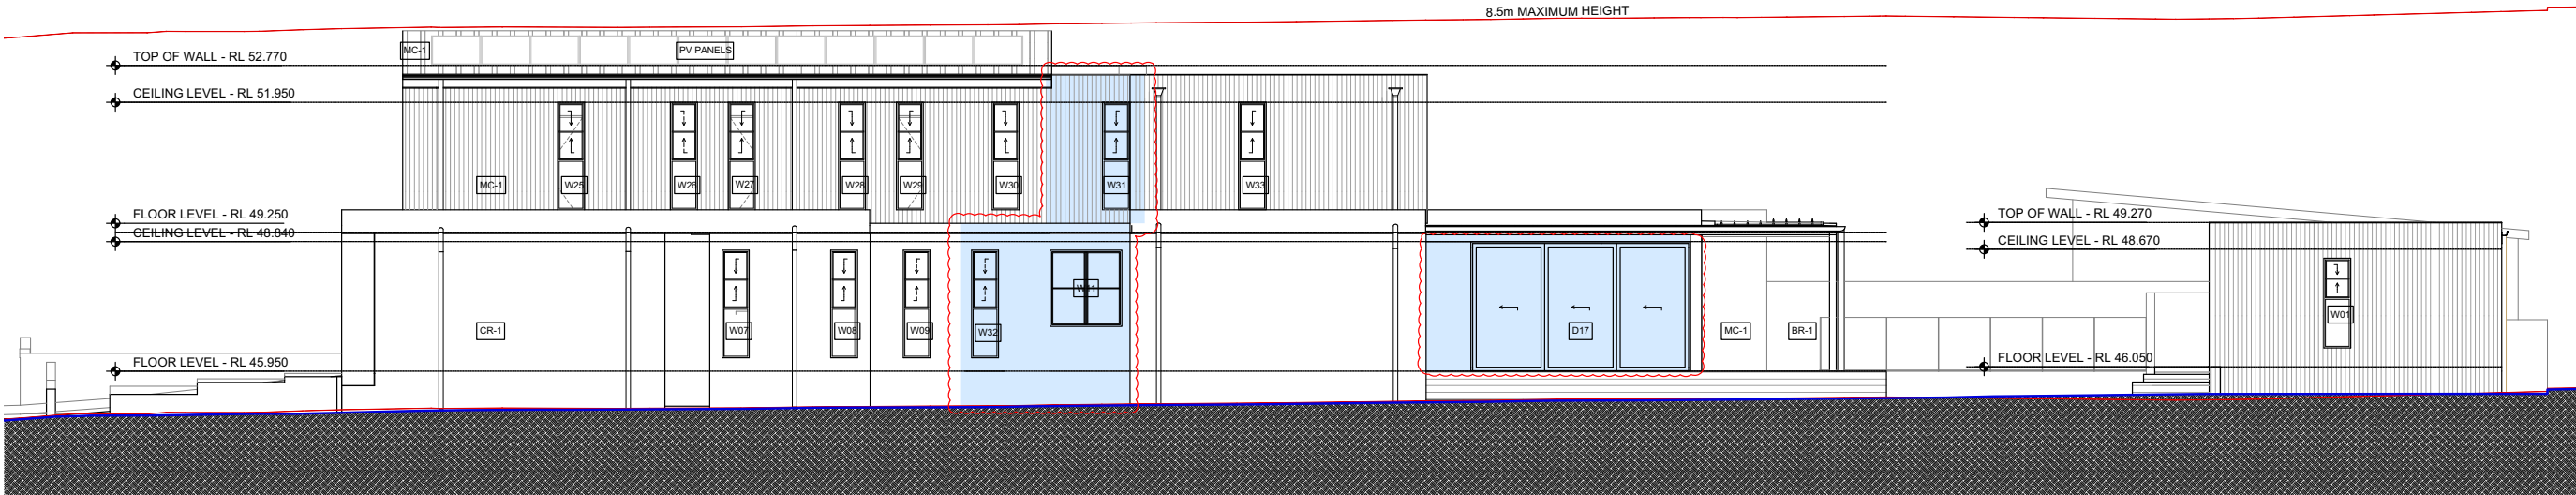 8.5m MAXIMUM HEIGHT
MC-1
PV PANELS
TOP OF WALL - RL 52.770
CEILING LEVEL - RL 51.950
MC-1
W25
W26
W27
W28
W29
W30
W31
W33
FLOOR LEVEL - RL 49.250
CEILING LEVEL - RL 48.840
TOP OF WALL - RL 49.270
CEILING LEVEL - RL 48.670
W11
W01
CR-1
W07
W08
W09
W32
D17
MC-1
BR-1
FLOOR LEVEL - RL 45.950
FLOOR LEVEL - RL 46.050